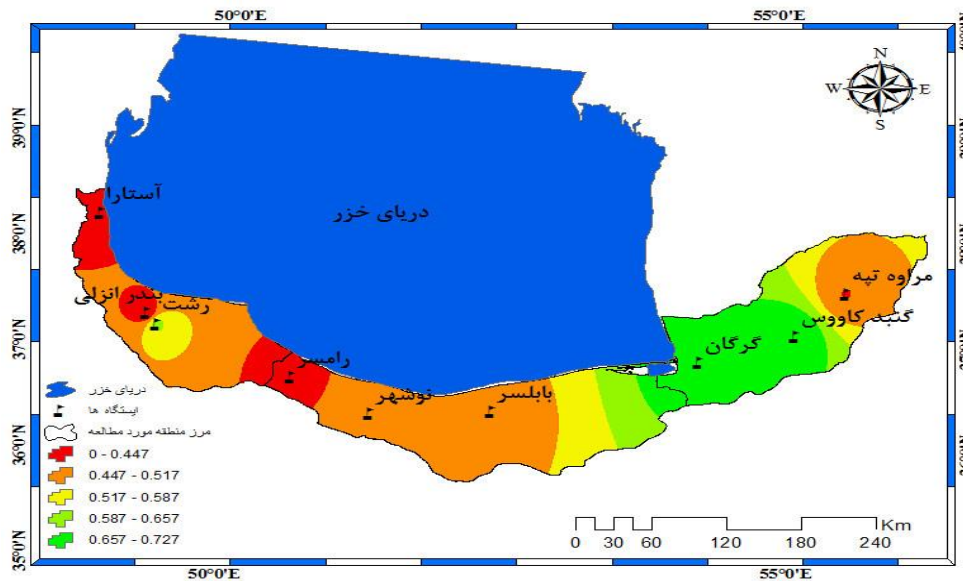 50°0'E 55°0'E
N
W E
S
39°0'N
38°0'N
37°0'N
36°0'N
35°0'N
آستارا
دریای خزر
مراوه تپه
بندر انزلی
رشت
گنبد کاووس
گرگان
رامسر
نوشهر
بابلسر
دریای خزر
ایستگاه ها
مرز منطقه مورد مطالعه
0 - 0.447
0.447 - 0.517
0.517 - 0.587
0.587 - 0.657
0.657 - 0.727
Km
0 30 60 120 180 240
50°0'E 55°0'E